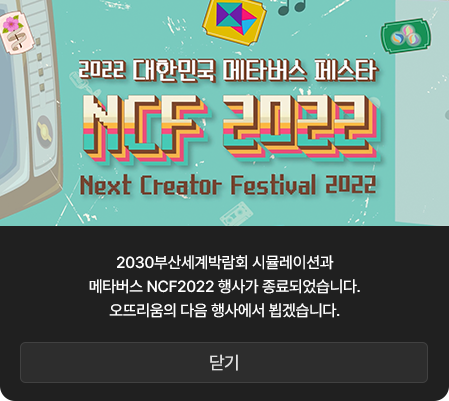 2022 대한민국 메타버스 페스타
NCF 2022
Next Creator Festival 2022
2030부산세계박람회 시뮬레이션과
메타버스 NCF2022 행사가 종료되었습니다.
오뜨리움의 다음 행사에서 뵙겠습니다.
닫기